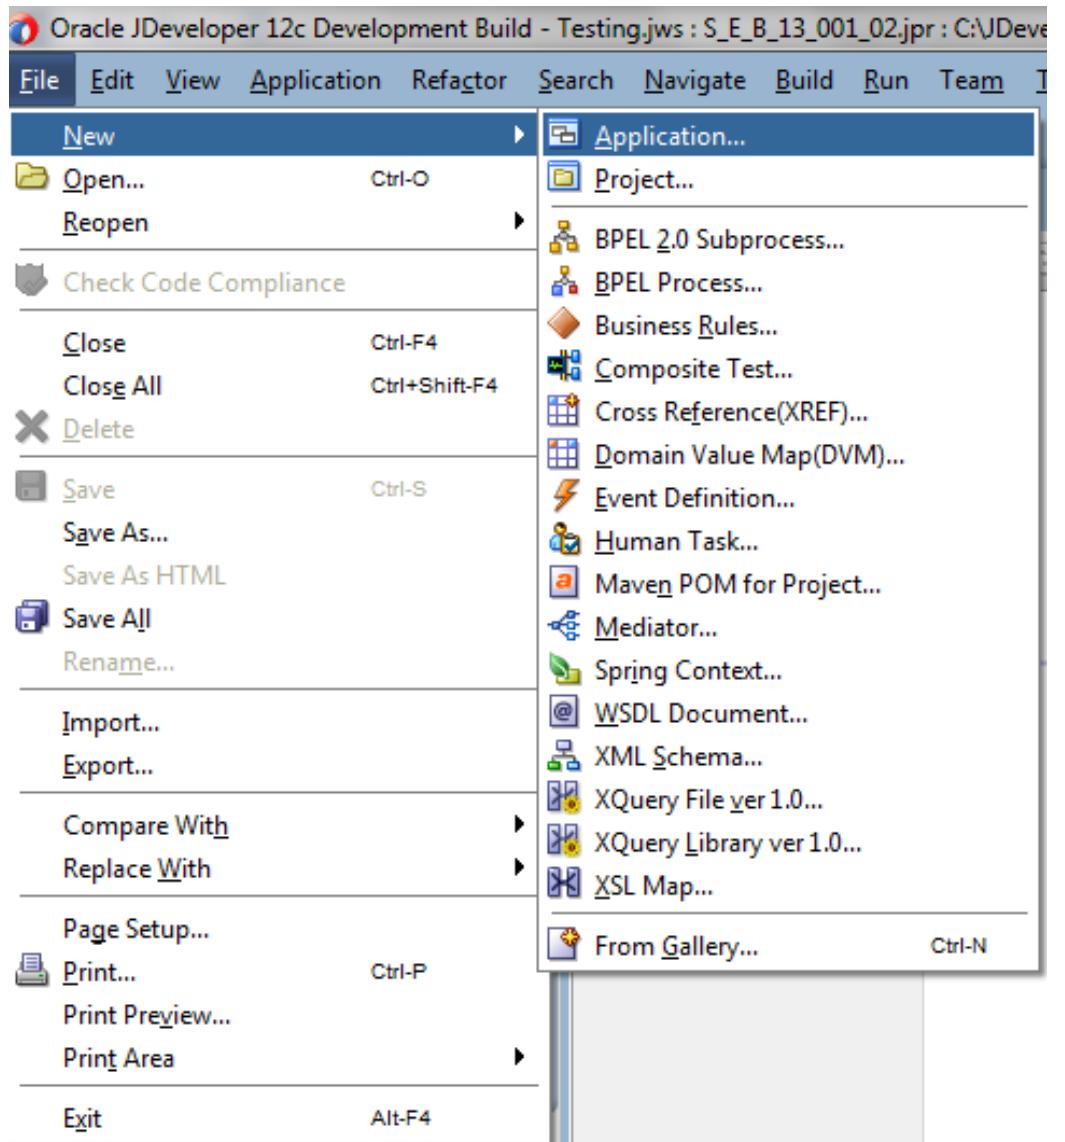 Oracle JDeveloper 12c Development Build - Testing.jws : S_E_B_13_001_02.jpr : C:\JDeve
File Edit View Application Refactor Search Navigate Build Run Team T
New
Open... Ctrl-O
Reopen
Check Code Compliance
Close Ctrl-F4
Close All Ctrl+Shift-F4
Delete
Save Ctrl-S
Save As...
Save As HTML
Save All
Rename...
Import...
Export...
Compare With
Replace With
Page Setup...
Print... Ctrl-P
Print Preview...
Print Area
Exit Alt-F4
Application...
Project...
BPEL 2.0 Subprocess...
BPEL Process...
Business Rules...
Composite Test...
Cross Reference(XREF)...
Domain Value Map(DVM)...
Event Definition...
Human Task...
Maven POM for Project...
Mediator...
Spring Context...
WSDL Document...
XML Schema...
XQuery File ver 1.0...
XQuery Library ver 1.0...
XSL Map...
From Gallery... Ctrl-N